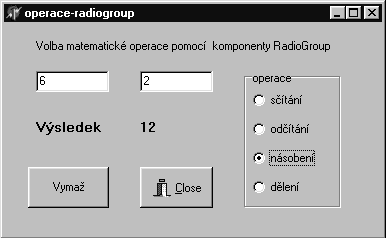 operace-radiogroup
Volba matematické operace pomocí komponenty RadioGroup
6 2
operace
sčítání
odčítání
násobení
dělení
Výsledek 12
Vymaž Close